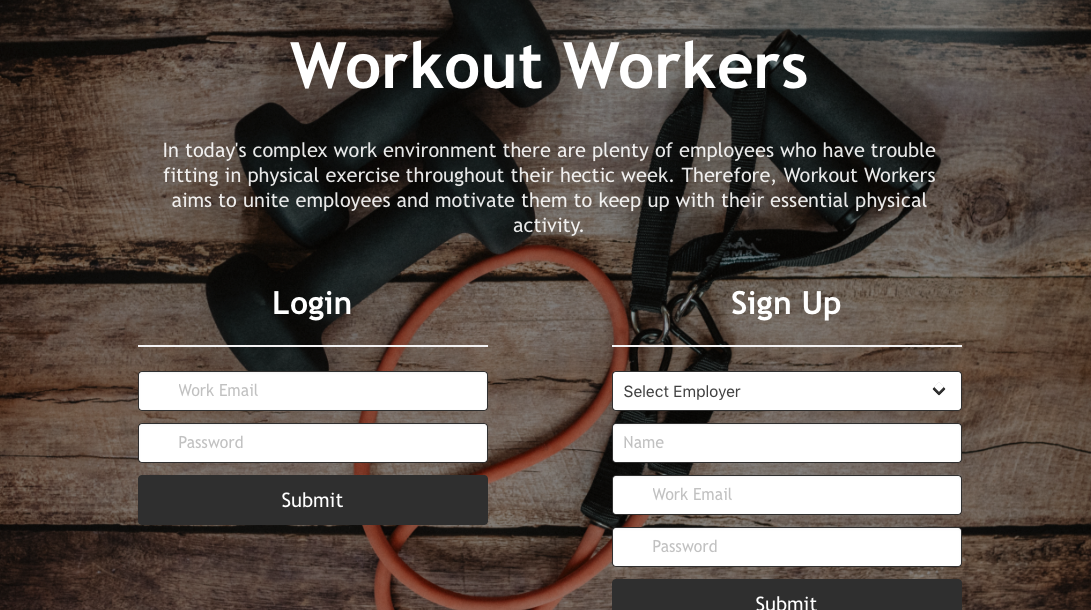 Workout Workers
In today's complex work environment there are plenty of employees who have trouble
fitting in physical exercise throughout their hectic week. Therefore, Workout Workers
aims to unite employees and motivate them to keep up with their essential physical
activity.
Login
Work Email
Password
Submit
Sign Up
Select Employer
Name
Work Email
Password
Submit